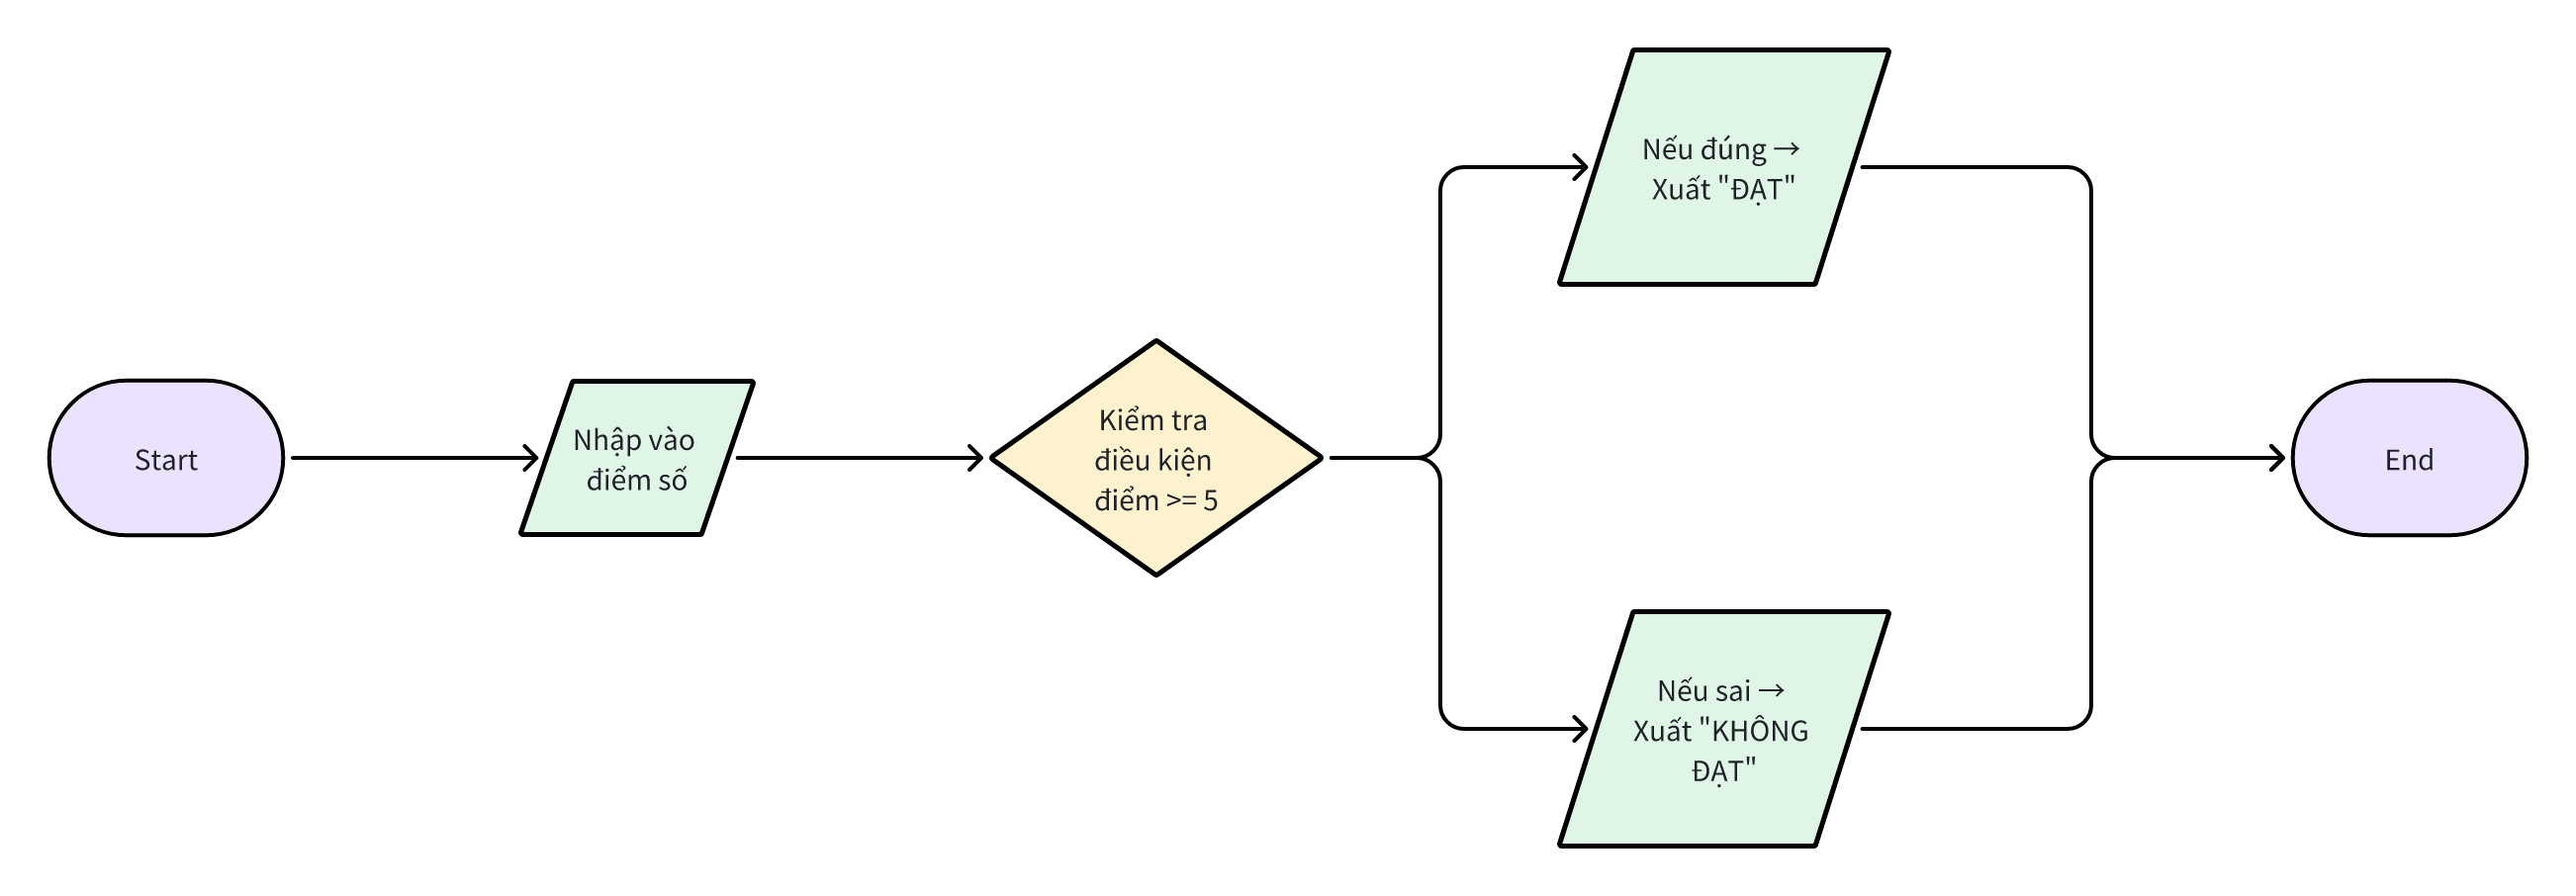 Start
Nhập vào
điểm số
Kiểm tra
điều kiện
điểm >= 5
Nếu đúng →
Xuất "ĐẠT"
Nếu sai →
Xuất "KHÔNG
ĐẠT"
End